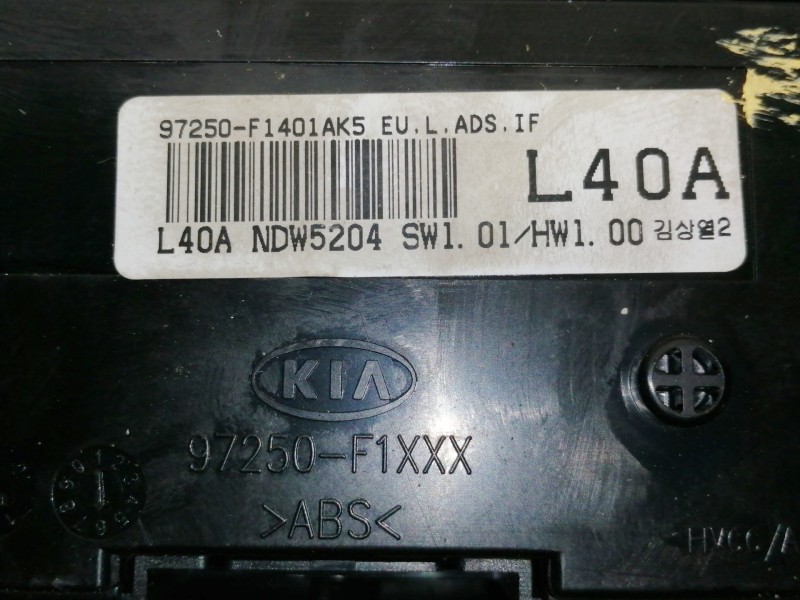 97250-F1401AK5 EU.L.ADS.IF
L40A
L40A NDW5204 SW1.01/HW1.00 김상열2
KIA
97250-F1XXX
>ABS<
HVCC/A